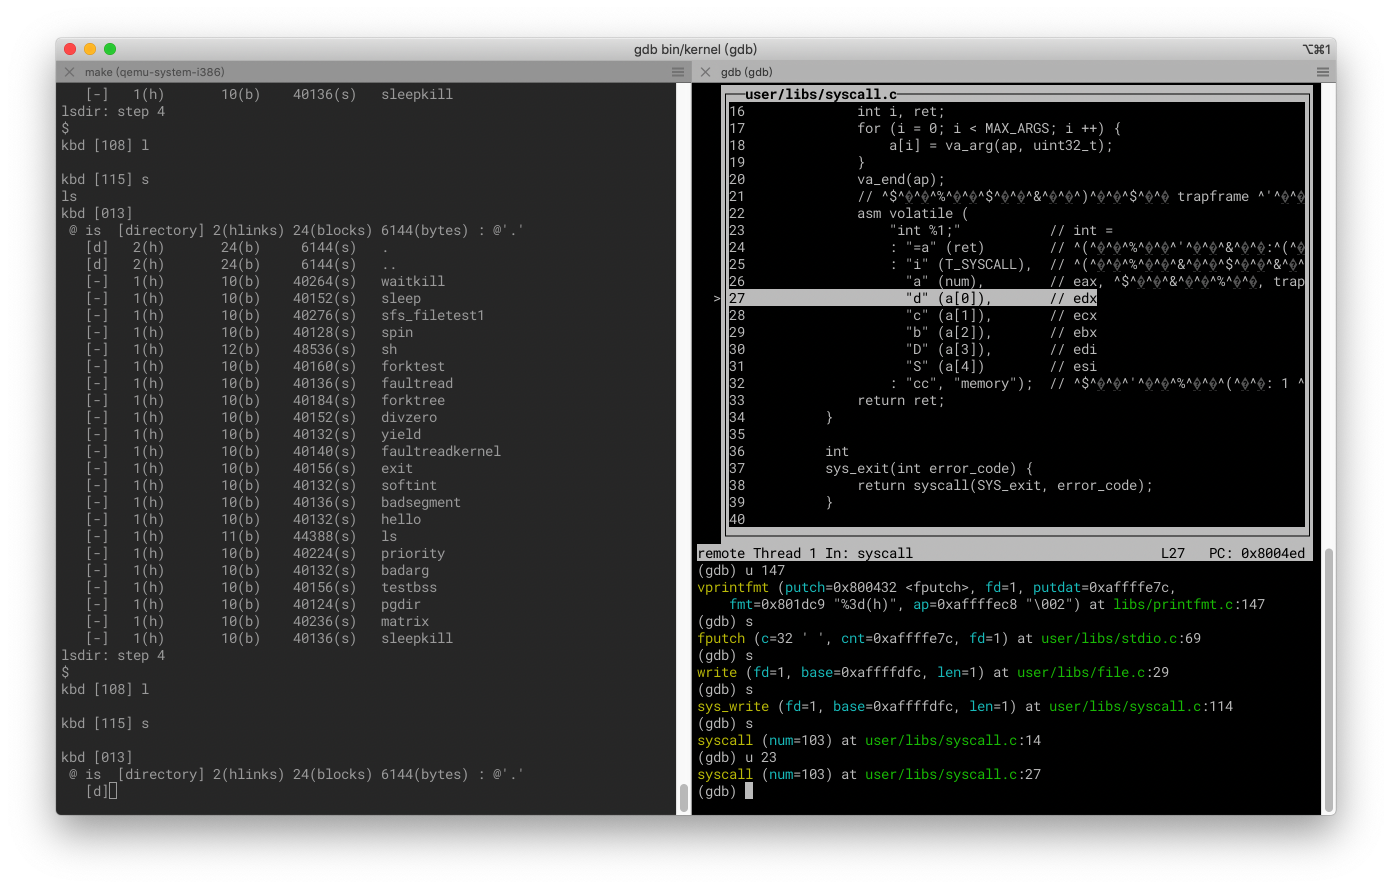 gdb bin/kernel (gdb)
⌥⌘1
make (qemu-system-i386)
[-]   1(h)       10(b)    40136(s)   sleepkill
lsdir: step 4
$
kbd [108] l
kbd [115] s
ls
kbd [013]
@ is  [directory] 2(hlinks) 24(blocks) 6144(bytes) : @'.'
[d]   2(h)       24(b)     6144(s)   .
[d]   2(h)       24(b)     6144(s)   ..
[-]   1(h)       10(b)    40264(s)   waitkill
[-]   1(h)       10(b)    40152(s)   sleep
[-]   1(h)       10(b)    40276(s)   sfs_filetest1
[-]   1(h)       10(b)    40128(s)   spin
[-]   1(h)       12(b)    48536(s)   sh
[-]   1(h)       10(b)    40160(s)   forktest
[-]   1(h)       10(b)    40136(s)   faultread
[-]   1(h)       10(b)    40184(s)   forktree
[-]   1(h)       10(b)    40152(s)   divzero
[-]   1(h)       10(b)    40132(s)   yield
[-]   1(h)       10(b)    40140(s)   faultreadkernel
[-]   1(h)       10(b)    40156(s)   exit
[-]   1(h)       10(b)    40132(s)   softint
[-]   1(h)       10(b)    40136(s)   badsegment
[-]   1(h)       10(b)    40132(s)   hello
[-]   1(h)       11(b)    44388(s)   ls
[-]   1(h)       10(b)    40224(s)   priority
[-]   1(h)       10(b)    40132(s)   badarg
[-]   1(h)       10(b)    40156(s)   testbss
[-]   1(h)       10(b)    40124(s)   pgdir
[-]   1(h)       10(b)    40236(s)   matrix
[-]   1(h)       10(b)    40136(s)   sleepkill
lsdir: step 4
$
kbd [108] l
kbd [115] s
kbd [013]
@ is  [directory] 2(hlinks) 24(blocks) 6144(bytes) : @'.'
[d]
gdb (gdb)
user/libs/syscall.c
16              int i, ret;
17              for (i = 0; i < MAX_ARGS; i ++) {
18                  a[i] = va_arg(ap, uint32_t);
19              }
20              va_end(ap);
21              // ^$^�^�^%^�^�^$^�^�^&^�^�^)^�^�^$^�^� trapframe ^'^�^�
22              asm volatile (
23                  "int %1;"           // int =
24                  : "=a" (ret)        // ^(^�^�^%^�^�^'^�^�^&^�^�:^(^�
25                  : "i" (T_SYSCALL),  // ^(^�^�^%^�^�^&^�^�^$^�^�^&^�^
26                    "a" (num),        // eax, ^$^�^�^&^�^�^%^�^�, trap
>27                    "d" (a[0]),       // edx
28                    "c" (a[1]),       // ecx
29                    "b" (a[2]),       // ebx
30                    "D" (a[3]),       // edi
31                    "S" (a[4])        // esi
32                  : "cc", "memory");  // ^$^�^�^'^�^�^%^�^�^(^�^�: 1 ^
33              return ret;
34          }
35
36          int
37          sys_exit(int error_code) {
38              return syscall(SYS_exit, error_code);
39          }
40
remote Thread 1 In: syscall                               L27   PC: 0x8004ed
(gdb) u 147
vprintfmt (putch=0x800432 <fputch>, fd=1, putdat=0xaffffe7c,
fmt=0x801dc9 "%3d(h)", ap=0xaffffec8 "\002") at libs/printfmt.c:147
(gdb) s
fputch (c=32 ' ', cnt=0xaffffe7c, fd=1) at user/libs/stdio.c:69
(gdb) s
write (fd=1, base=0xaffffdfc, len=1) at user/libs/file.c:29
(gdb) s
sys_write (fd=1, base=0xaffffdfc, len=1) at user/libs/syscall.c:114
(gdb) s
syscall (num=103) at user/libs/syscall.c:14
(gdb) u 23
syscall (num=103) at user/libs/syscall.c:27
(gdb)